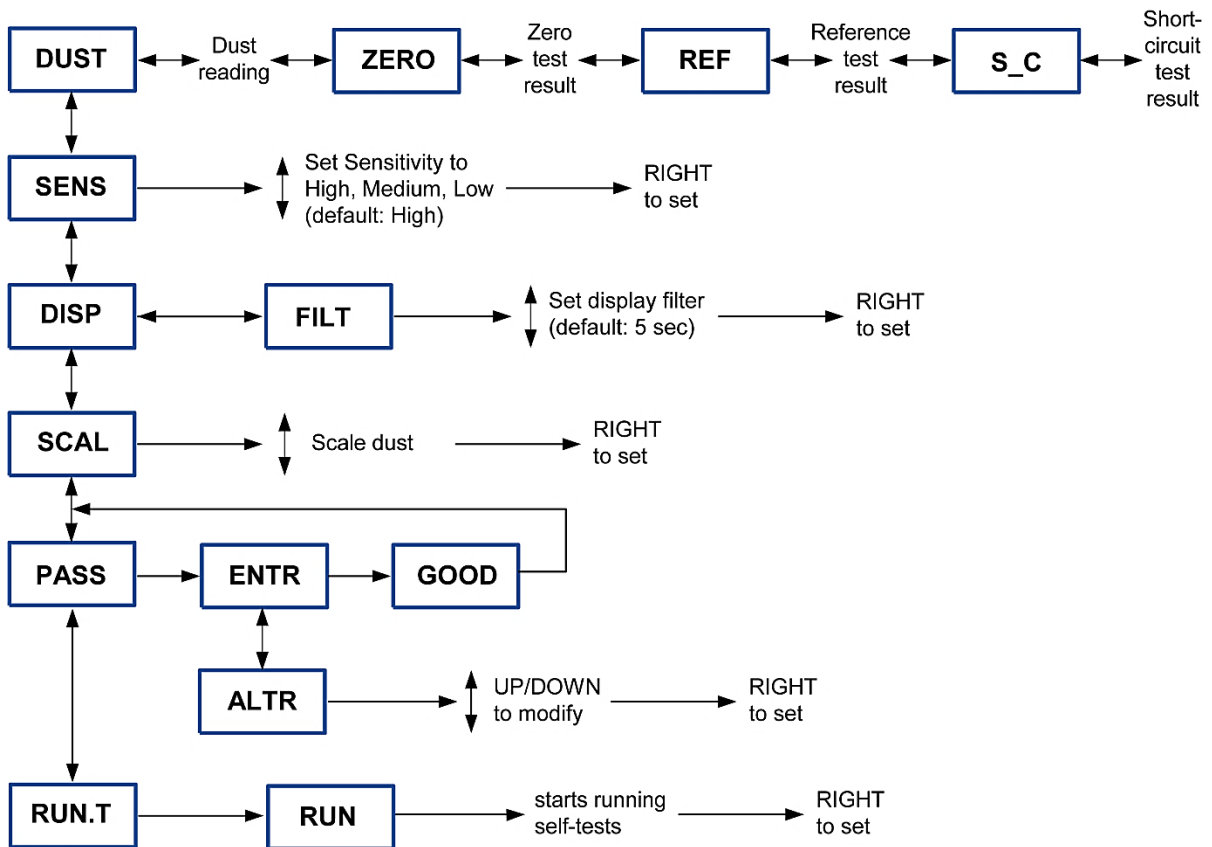 DUST
Dust
reading
ZERO
Zero
test
result
REF
Reference
test
result
S_C
Short-
circuit
test
result
SENS
Set Sensitivity to
High, Medium, Low
(default: High)
RIGHT
to set
DISP
FILT
Set display filter
(default: 5 sec)
RIGHT
to set
SCAL
Scale dust
RIGHT
to set
PASS
ENTR
GOOD
ALTR
UP/DOWN
to modify
RIGHT
to set
RUN.T
RUN
starts running
self-tests
RIGHT
to set